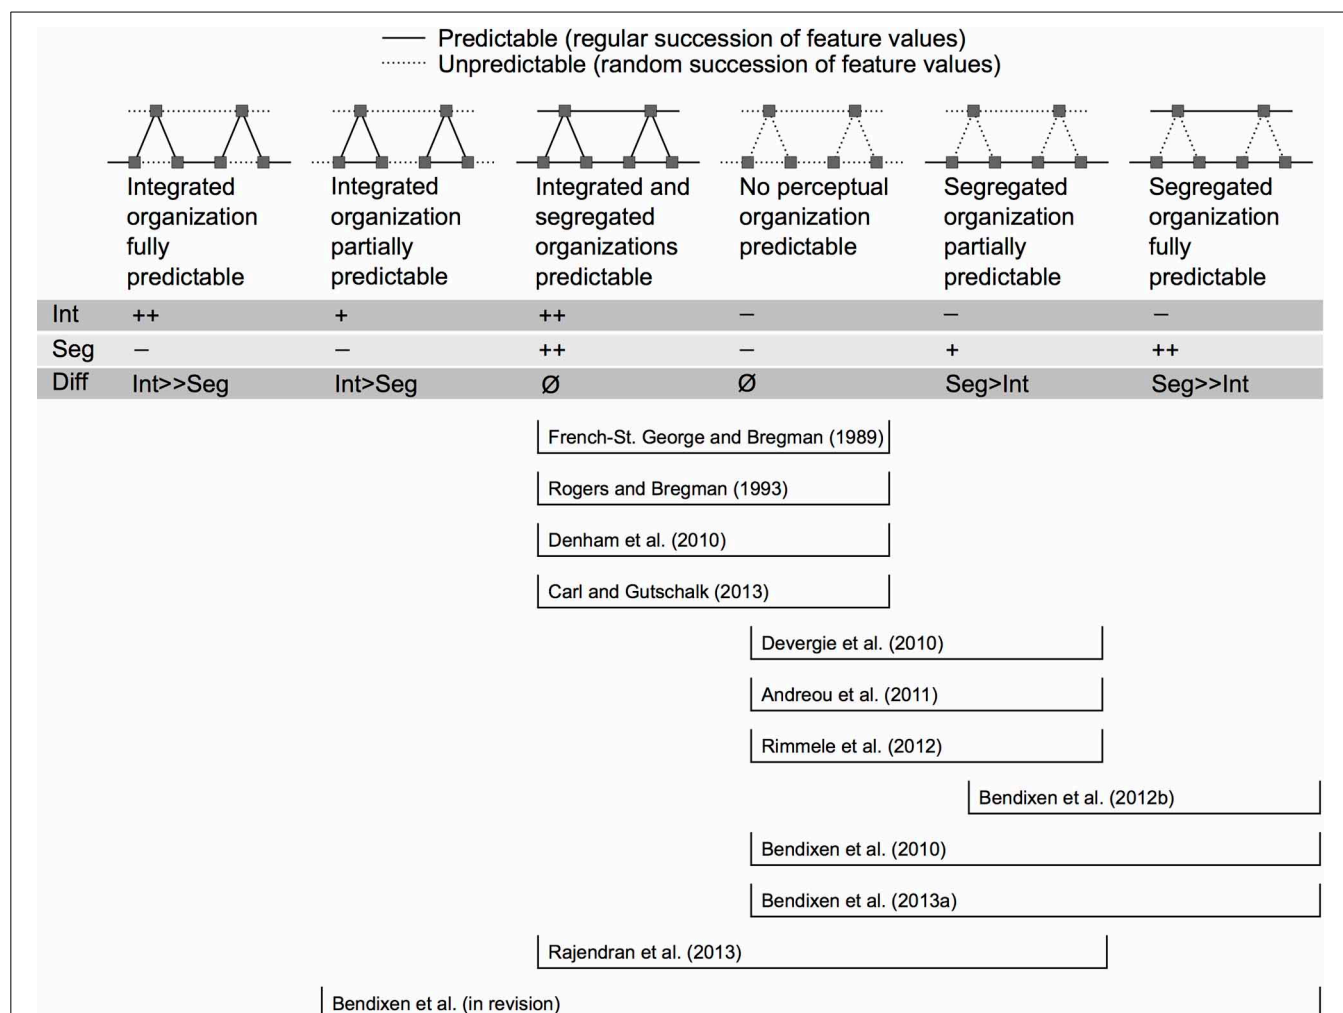 Predictable (regular succession of feature values)
Unpredictable (random succession of feature values)
Integrated organization fully predictable
Integrated organization partially predictable
Integrated and segregated organizations predictable
No perceptual organization predictable
Segregated organization partially predictable
Segregated organization fully predictable
Int ++ + ++ – – –
Seg – – ++ – + ++
Diff Int>>Seg Int>Seg Ø Ø Seg>Int Seg>>Int
French-St. George and Bregman (1989)
Rogers and Bregman (1993)
Denham et al. (2010)
Carl and Gutschalk (2013)
Devergie et al. (2010)
Andreou et al. (2011)
Rimmele et al. (2012)
Bendixen et al. (2012b)
Bendixen et al. (2010)
Bendixen et al. (2013a)
Rajendran et al. (2013)
Bendixen et al. (in revision)